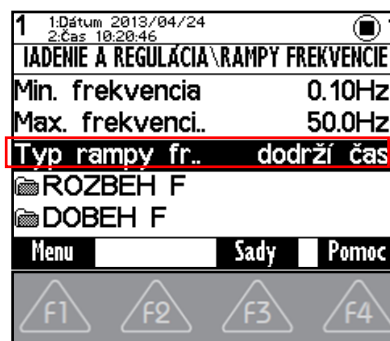 1 1:Dátum 2013/04/24
2:Čas 10:20:46
IADENIE A REGULÁCIA\RAMPY FREKVENCIE
Min. frekvencia 0.10Hz
Max. frekvenci.. 50.0Hz
Typ rampy fr.. dodrží čas
ROZBEH F
DOBEH F
Menu Sady Pomoc
F1 F2 F3 F4